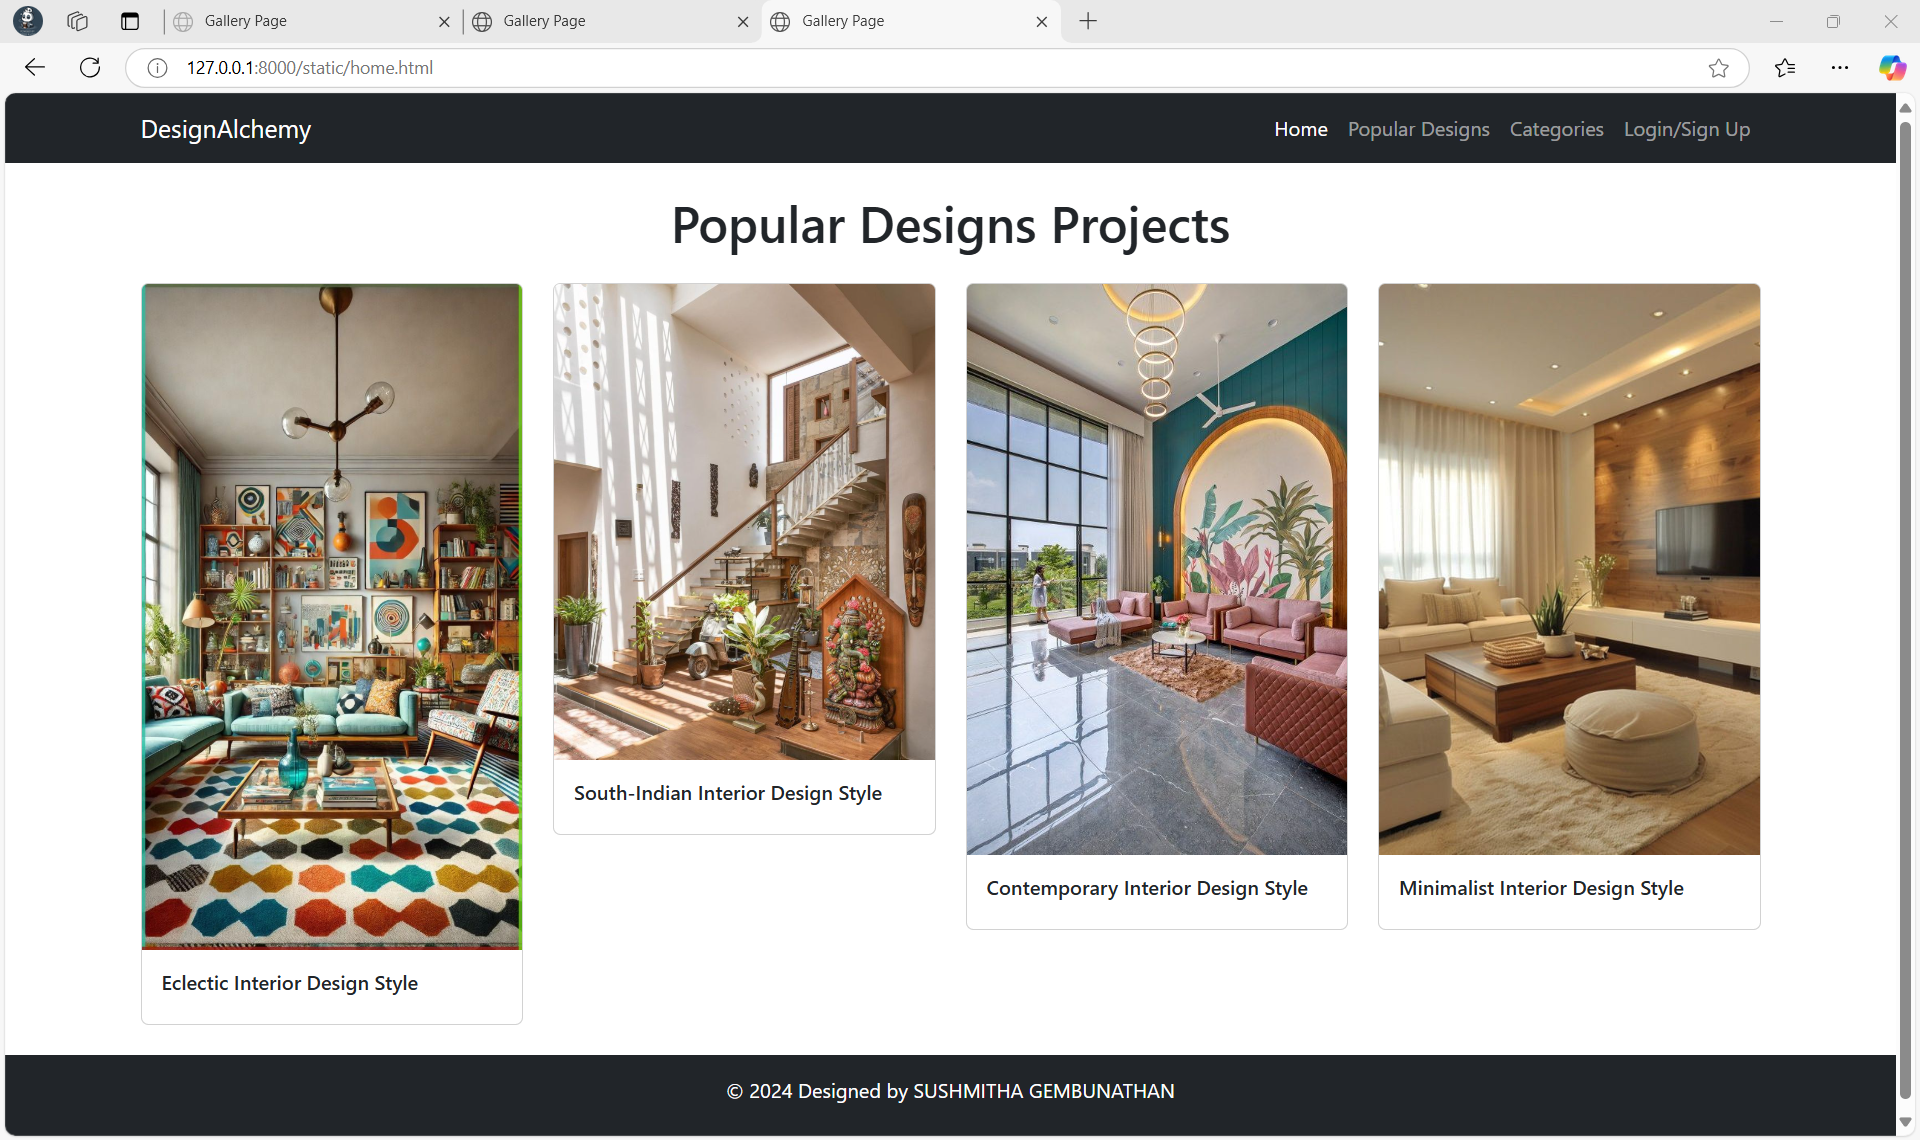 Gallery Page
Gallery Page
Gallery Page
127.0.0.1:8000/static/home.html
DesignAlchemy
Home
Popular Designs
Categories
Login/Sign Up
Popular Designs Projects
Eclectic Interior Design Style
South-Indian Interior Design Style
Contemporary Interior Design Style
Minimalist Interior Design Style
© 2024 Designed by SUSHMITHA GEMBUNATHAN